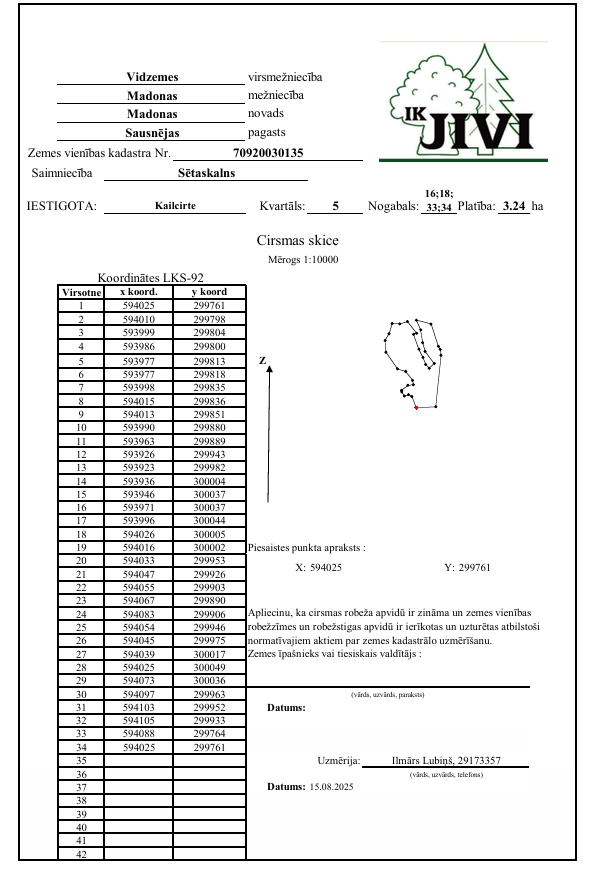 Vidzemes virsmežniecība
Madonas mežniecība
Madonas novads
Sausnējas pagasts
IK JIVI
Zemes vienības kadastra Nr. 70920030135
Saimniecība Sētaskalns
IESTIGOTA: Kailcirte Kvartāls: 5 Nogabals: 16;18; 33;34 Platība: 3.24 ha
Cirsmas skice
Mērogs 1:10000
Koordinātes LKS-92
Virsotne x koord. y koord
1 594025 299761
2 594010 299798
3 593999 299804
4 593986 299800
5 593977 299813
6 593977 299818
7 593998 299835
8 594015 299836
9 594013 299851
10 593990 299880
11 593963 299889
12 593926 299943
13 593923 299982
14 593936 300004
15 593946 300037
16 593971 300037
17 593996 300044
18 594026 300005
19 594016 300002
20 594033 299953
21 594047 299926
22 594055 299903
23 594067 299890
24 594083 299906
25 594054 299946
26 594045 299975
27 594039 300017
28 594025 300049
29 594073 300036
30 594097 299963
31 594103 299952
32 594105 299933
33 594088 299764
34 594025 299761
35
36
37
38
39
40
41
42
Z
Piesaistes punkta apraksts :
X: 594025 Y: 299761
Apliecinu, ka cirsmas robeža apvidū ir zināma un zemes vienības
robežzīmes un robežstigas apvidū ir ierīkotas un uzturētas atbilstoši
normatīvajiem aktiem par zemes kadastrālo uzmērīšanu.
Zemes īpašnieks vai tiesiskais valdītājs :
(vārds, uzvārds, paraksts)
Datums:
Uzmērīja: Ilmārs Lubiņš, 29173357
(vārds, uzvārds, telefons)
Datums: 15.08.2025